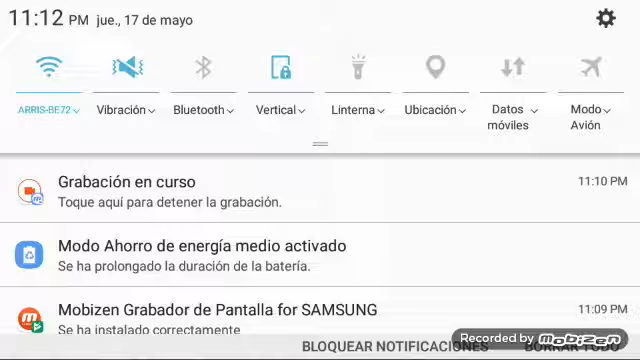 11:12 PM jue., 17 de mayo
ARRIS-BE72 Vibración Bluetooth Vertical Linterna Ubicación Datos móviles Modo Avión
Grabación en curso 11:10 PM
Toque aquí para detener la grabación.
Modo Ahorro de energía medio activado
Se ha prolongado la duración de la batería.
Mobizen Grabador de Pantalla for SAMSUNG 11:09 PM
Se ha instalado correctamente
BLOQUEAR NOTIFICACIONES BORRAR TODO
Recorded by mobizen